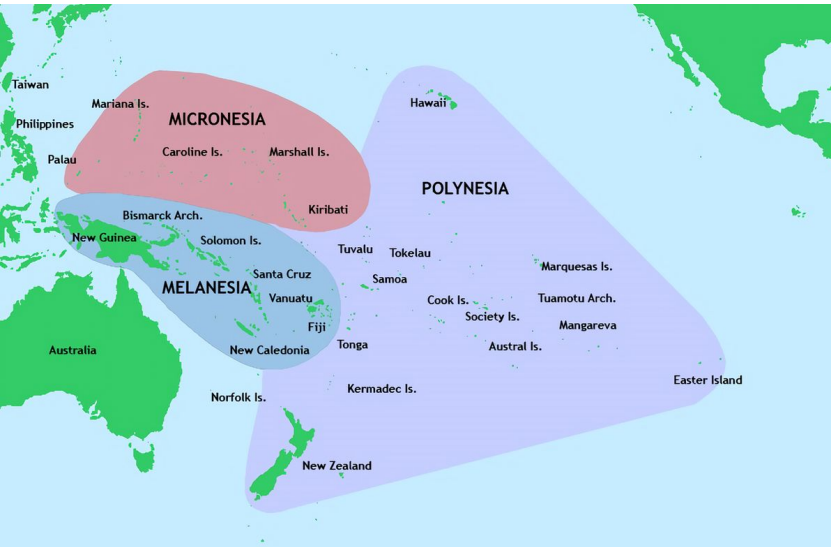 Taiwan
Mariana Is.
Hawaii
MICRONESIA
Philippines
Caroline Is.
Marshall Is.
Palau
POLYNESIA
Kiribati
Bismarck Arch.
New Guinea
Solomon Is.
Tuvalu
Tokelau
Marquesas Is.
Santa Cruz
Samoa
MELANESIA
Vanuatu
Cook Is.
Tuamotu Arch.
Society Is.
Fiji
Mangareva
Tonga
Austral Is.
Australia
New Caledonia
Easter Island
Kermadec Is.
Norfolk Is.
New Zealand